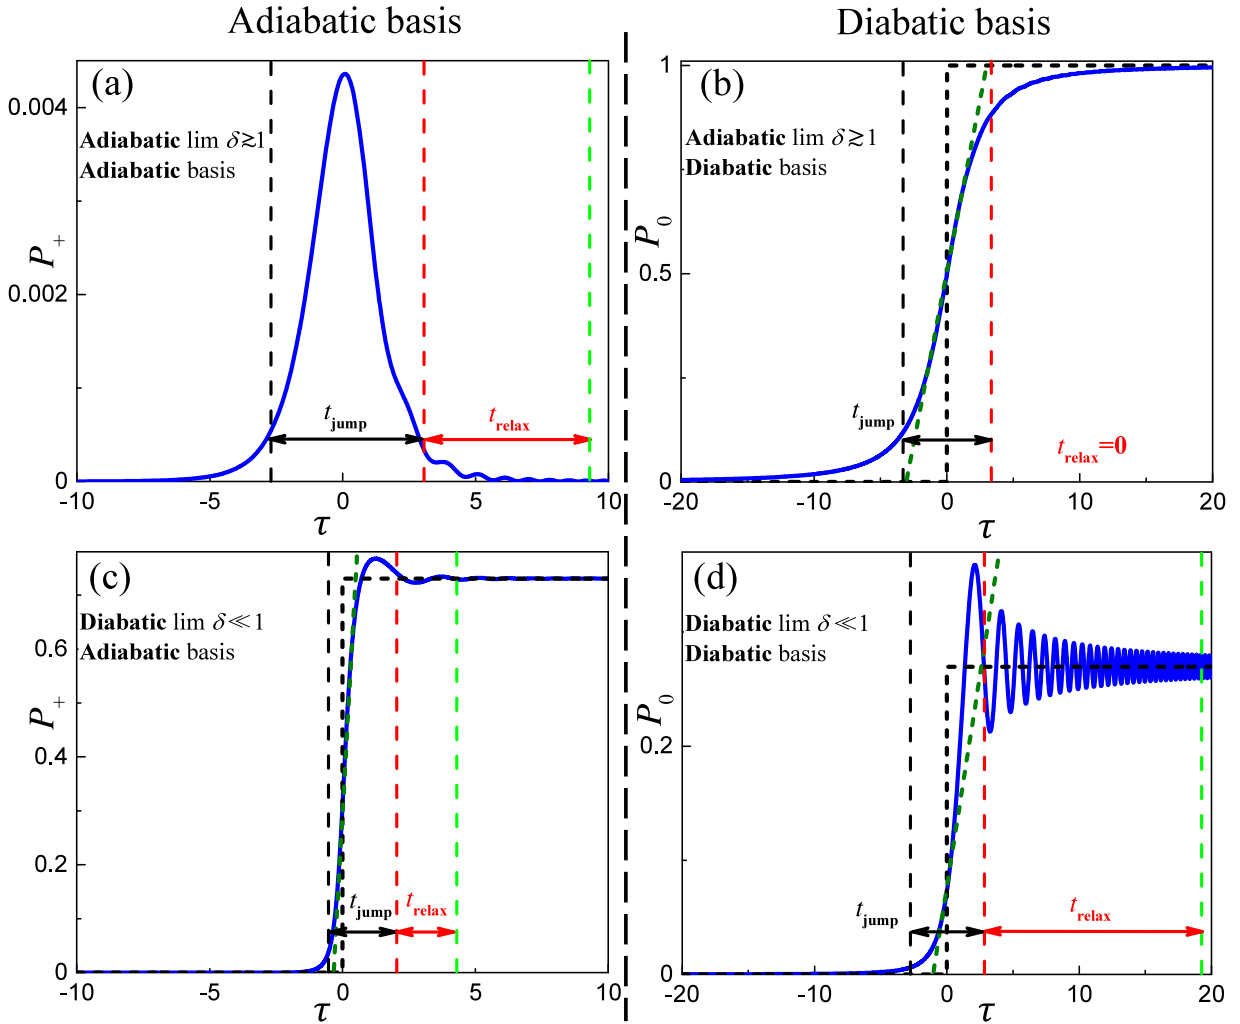 Adiabatic basis
Diabatic basis
(a)
Adiabatic lim δ≳1
Adiabatic basis
0.004
0.002
0
P+
tjump
trelax
-10
-5
0
5
10
τ
(b)
Adiabatic lim δ≳1
Diabatic basis
1
0.5
0
P0
tjump
trelax=0
-20
-10
0
10
20
τ
(c)
Diabatic lim δ≪1
Adiabatic basis
0.6
0.4
0.2
0
P+
tjump
trelax
-10
-5
0
5
10
τ
(d)
Diabatic lim δ≪1
Diabatic basis
0.2
0
P0
tjump
trelax
-20
-10
0
10
20
τ